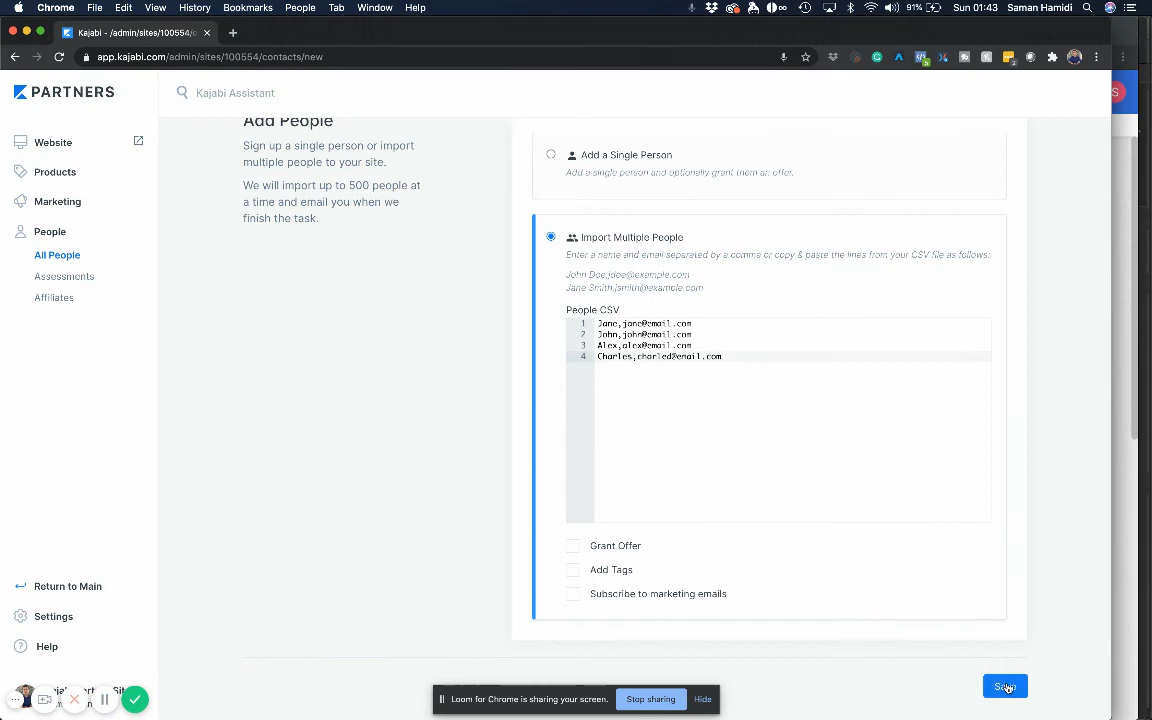 Chrome File Edit View History Bookmarks People Tab Window Help 91% Sun 01:43 Saman Hamidi
Kajabi - /admin/sites/100554/c
app.kajabi.com/admin/sites/100554/contacts/new
PARTNERS
Kajabi Assistant
S
Website
Products
Marketing
People
All People
Assessments
Affiliates
Return to Main
Settings
Help
Add People
Sign up a single person or import
multiple people to your site.
We will import up to 500 people at
a time and email you when we
finish the task.
Add a Single Person
Add a single person and optionally grant them an offer.
Import Multiple People
Enter a name and email separated by a comma or copy & paste the lines from your CSV file as follows:
John Doe,jdoe@example.com
Jane Smith,jsmith@example.com
People CSV
1 Jane,jane@email.com
2 John,john@email.com
3 Alex,alex@email.com
4 Charles,charled@email.com
Grant Offer
Add Tags
Subscribe to marketing emails
Save
Loom for Chrome is sharing your screen. Stop sharing Hide